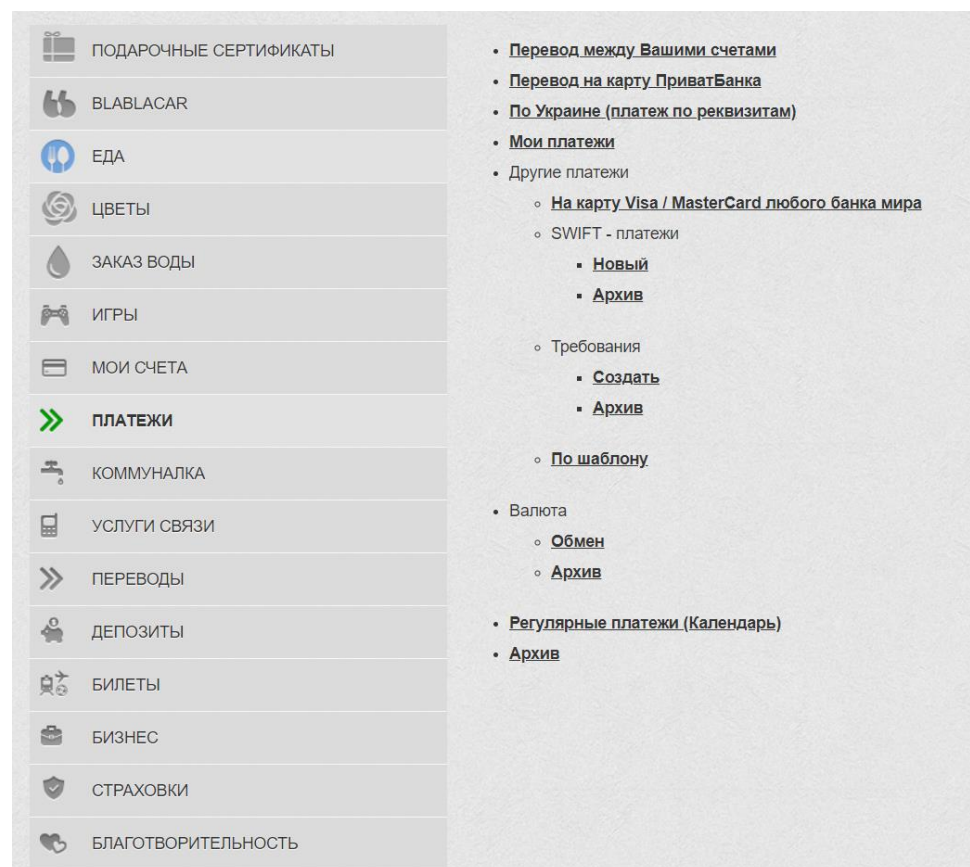 ПОДАРОЧНЫЕ СЕРТИФИКАТЫ
BLABLACAR
ЕДА
ЦВЕТЫ
ЗАКАЗ ВОДЫ
ИГРЫ
МОИ СЧЕТА
ПЛАТЕЖИ
КОММУНАЛКА
УСЛУГИ СВЯЗИ
ПЕРЕВОДЫ
ДЕПОЗИТЫ
БИЛЕТЫ
БИЗНЕС
СТРАХОВКИ
БЛАГОТВОРИТЕЛЬНОСТЬ
Перевод между Вашими счетами
Перевод на карту ПриватБанка
По Украине (платеж по реквизитам)
Мои платежи
Другие платежи
На карту Visa / MasterCard любого банка мира
SWIFT - платежи
Новый
Архив
Требования
Создать
Архив
По шаблону
Валюта
Обмен
Архив
Регулярные платежи (Календарь)
Архив